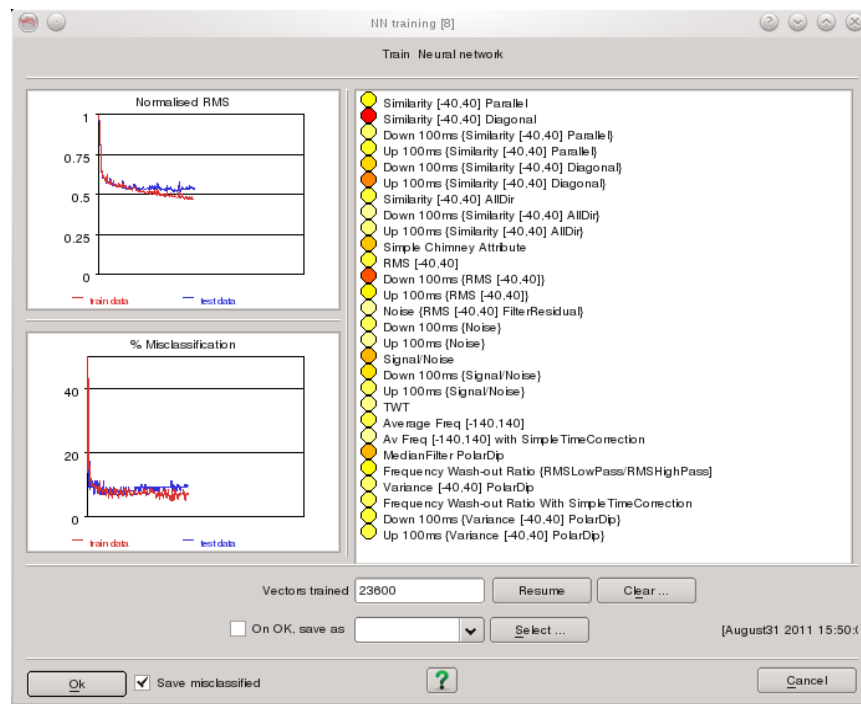 NN training [8]
Train Neural network
Normalised RMS
1
0.75
0.5
0.25
0
train data test data
% Misclassification
40
20
0
train data test data
Similarity [-40,40] Parallel
Similarity [-40,40] Diagonal
Down 100ms {Similarity [-40,40] Parallel}
Up 100ms {Similarity [-40,40] Parallel}
Down 100ms {Similarity [-40,40] Diagonal}
Up 100ms {Similarity [-40,40] Diagonal}
Similarity [-40,40] AllDir
Down 100ms {Similarity [-40,40] AllDir}
Up 100ms {Similarity [-40,40] AllDir}
Simple Chimney Attribute
RMS [-40,40]
Down 100ms {RMS [-40,40]}
Up 100ms {RMS [-40,40]}
Noise {RMS [-40,40] FilterResidual}
Down 100ms {Noise}
Up 100ms {Noise}
Signal/Noise
Down 100ms {Signal/Noise}
Up 100ms {Signal/Noise}
TWT
Average Freq [-140,140]
Av Freq [-140,140] with SimpleTimeCorrection
MedianFilter PolarDip
Frequency Wash-out Ratio {RMSLowPass/RMSHighPass]
Variance [-40,40] PolarDip
Frequency Wash-out Ratio With SimpleTimeCorrection
Down 100ms {Variance [-40,40] PolarDip}
Up 100ms {Variance [-40,40] PolarDip}
Vectors trained 23600 Resume Clear ...
On OK, save as Select ... [August31 2011 15:50:0
Ok Save misclassified ? Cancel